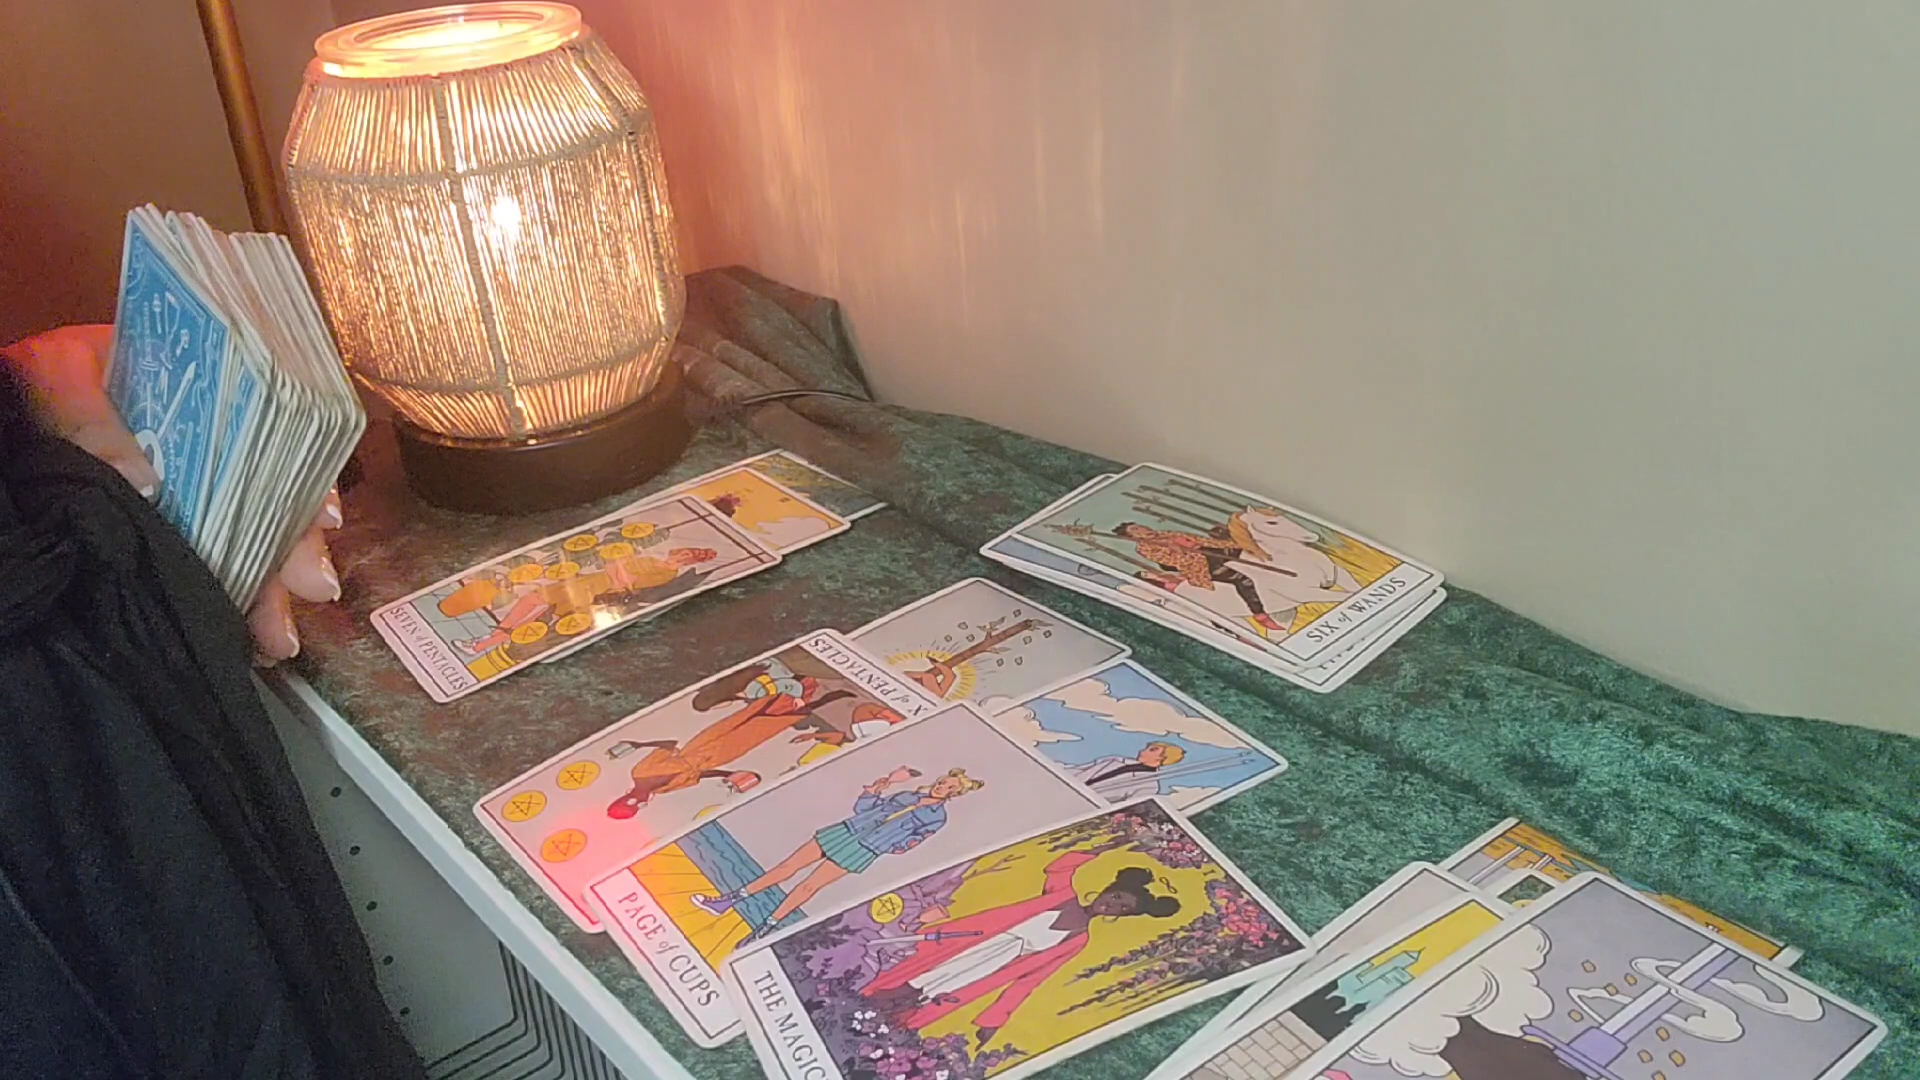 SEVEN of PENTACLES
SIX of WANDS
X of PENTACLES
PAGE of CUPS
I
THE MAGIC